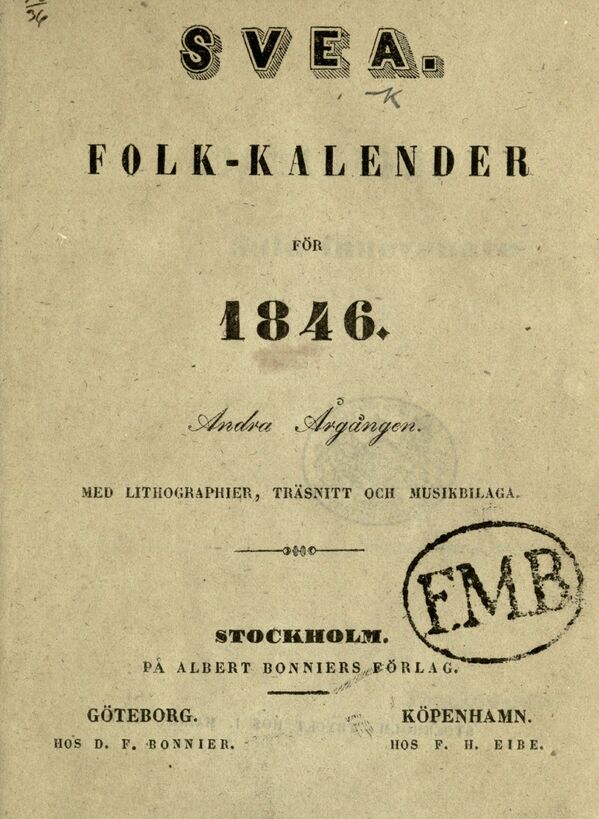 36
SVEA.
K
FOLK-KALENDER
FÖR
1846.
Andra Årgången.
MED LITHOGRAPHIER, TRÄSNITT OCH MUSIKBILAGA.
F.M.B
STOCKHOLM.
PÅ ALBERT BONNIERS FÖRLAG.
GÖTEBORG.
HOS D. F. BONNIER.
KÖPENHAMN.
HOS F. H. EIBE.